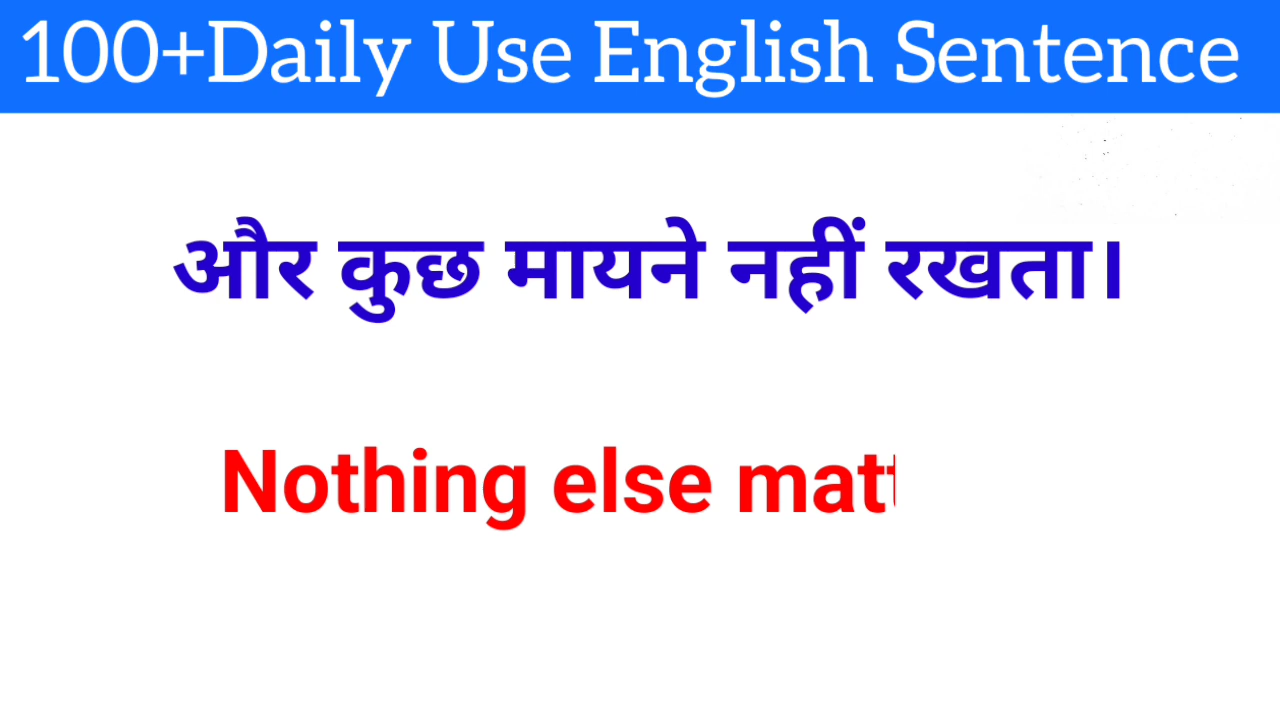 100+Daily Use English Sentence
और कुछ मायने नहीं रखता।
Nothing else matt